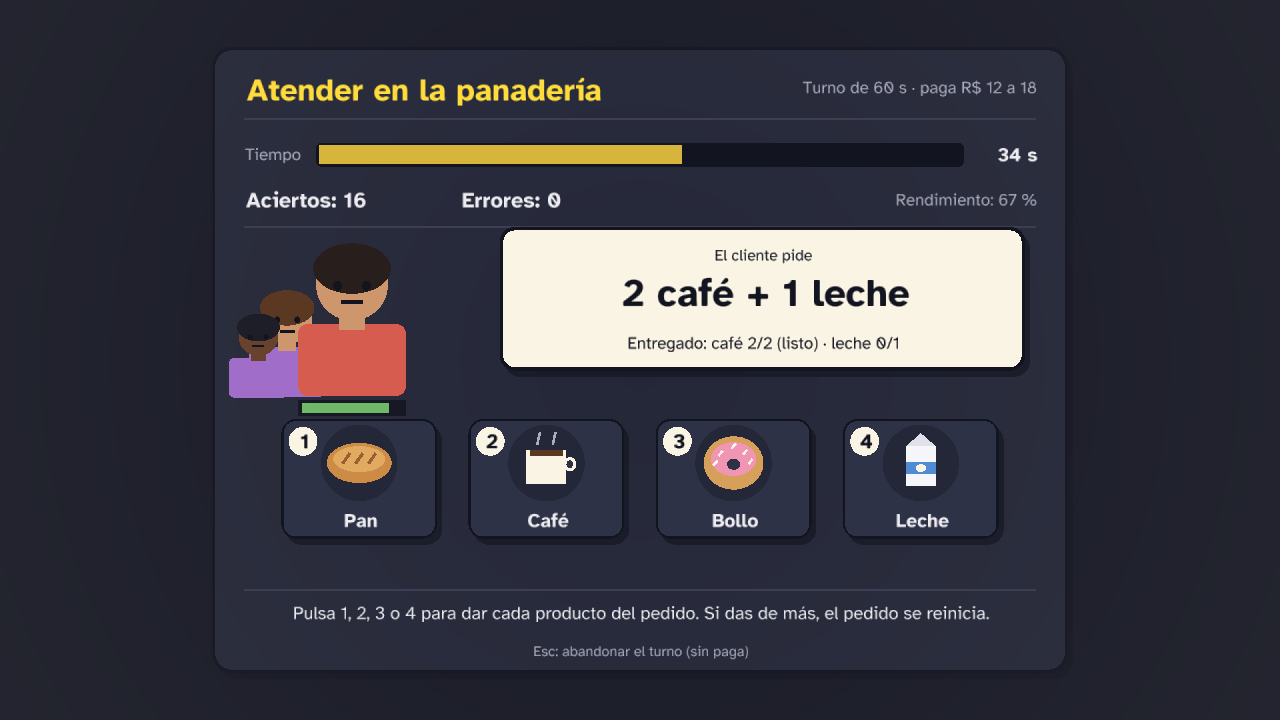 Atender en la panadería
Turno de 60 s · paga R$ 12 a 18
Tiempo
34 s
Aciertos: 16
Errores: 0
Rendimiento: 67 %
El cliente pide
2 café + 1 leche
Entregado: café 2/2 (listo) · leche 0/1
1
Pan
2
Café
3
Bollo
4
Leche
Pulsa 1, 2, 3 o 4 para dar cada producto del pedido. Si das de más, el pedido se reinicia.
Esc: abandonar el turno (sin paga)